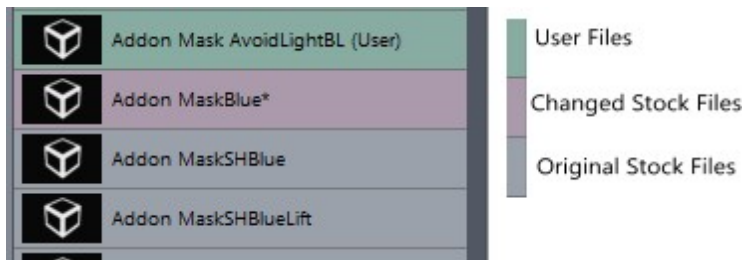 Addon Mask AvoidLightBL (User)
User Files
Addon MaskBlue*
Changed Stock Files
Addon MaskSHBlue
Original Stock Files
Addon MaskSHBlueLift